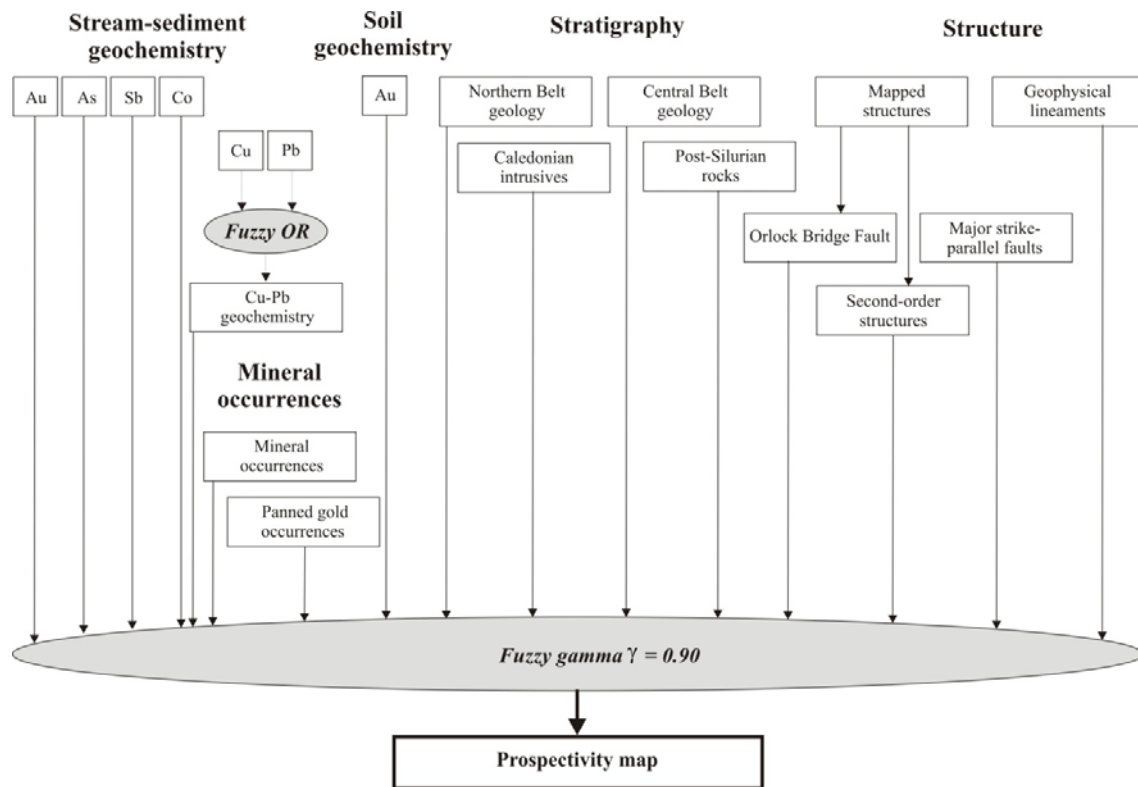 Stream-sediment
geochemistry
Soil
geochemistry
Stratigraphy
Structure
Au
As
Sb
Co
Au
Northern Belt
geology
Central Belt
geology
Mapped
structures
Geophysical
lineaments
Cu
Pb
Caledonian
intrusives
Post-Silurian
rocks
Fuzzy OR
Orlock Bridge Fault
Major strike-
parallel faults
Cu-Pb
geochemistry
Second-order
structures
Mineral
occurrences
Mineral
occurrences
Panned gold
occurrences
Fuzzy gamma γ = 0.90
Prospectivity map